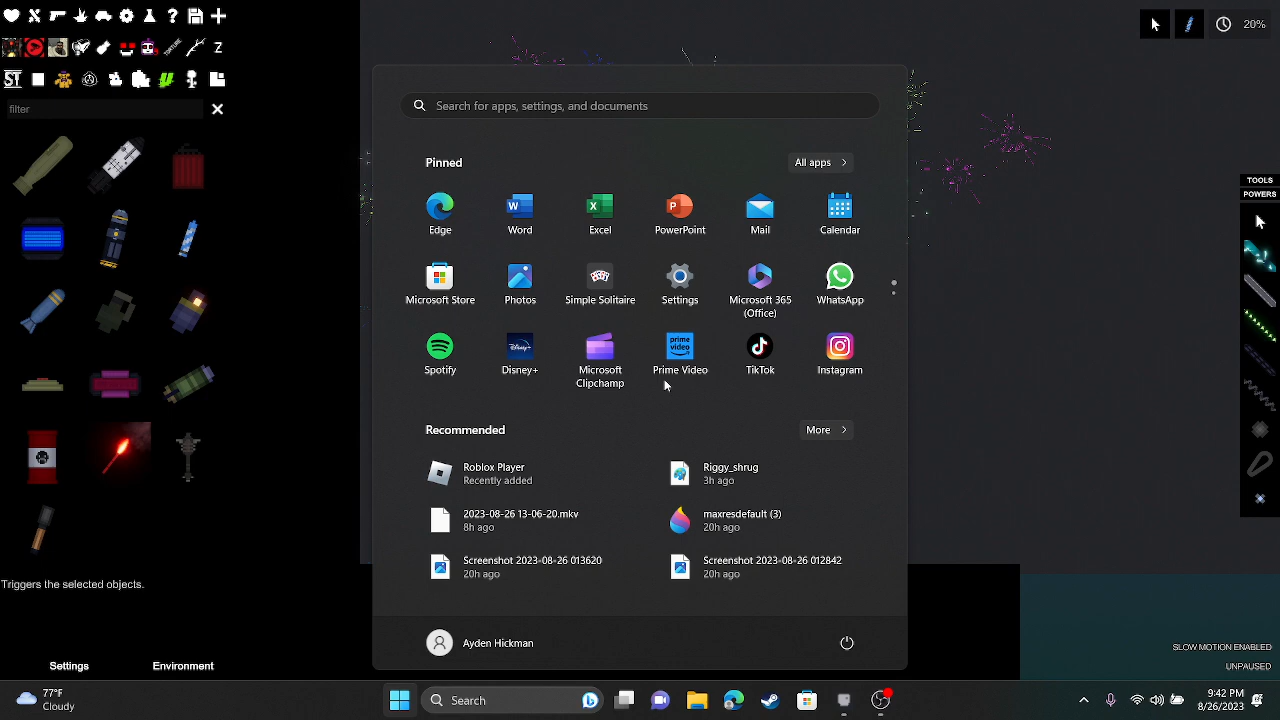 20%
filter
Z
ST
TOOLS
POWERS
Search for apps, settings, and documents
Pinned
All apps
Edge
Word
Excel
PowerPoint
Mail
Calendar
Microsoft Store
Photos
Simple Solitaire
Settings
Microsoft 365
(Office)
WhatsApp
Spotify
Disney+
Microsoft
Clipchamp
prime
video
Prime Video
TikTok
Instagram
Recommended
More
Roblox Player
Recently added
Riggy_shrug
3h ago
2023-08-26 13-06-20.mkv
8h ago
maxresdefault (3)
20h ago
Screenshot 2023-08-26 013620
20h ago
Screenshot 2023-08-26 012842
20h ago
Triggers the selected objects.
Ayden Hickman
Settings
Environment
SLOW MOTION ENABLED
UNPAUSED
77°F
Cloudy
Search
9:42 PM
8/26/2023